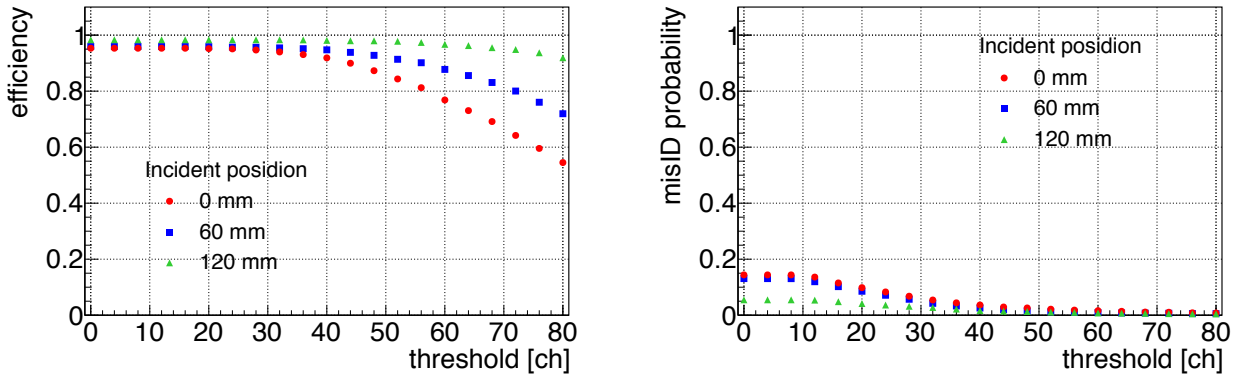 efficiency
1
0.8
0.6
0.4
0.2
0
Incident posidion
0 mm
60 mm
120 mm
0 10 20 30 40 50 60 70 80
threshold [ch]
misID probability
1
0.8
0.6
0.4
0.2
0
Incident posidion
0 mm
60 mm
120 mm
0 10 20 30 40 50 60 70 80
threshold [ch]